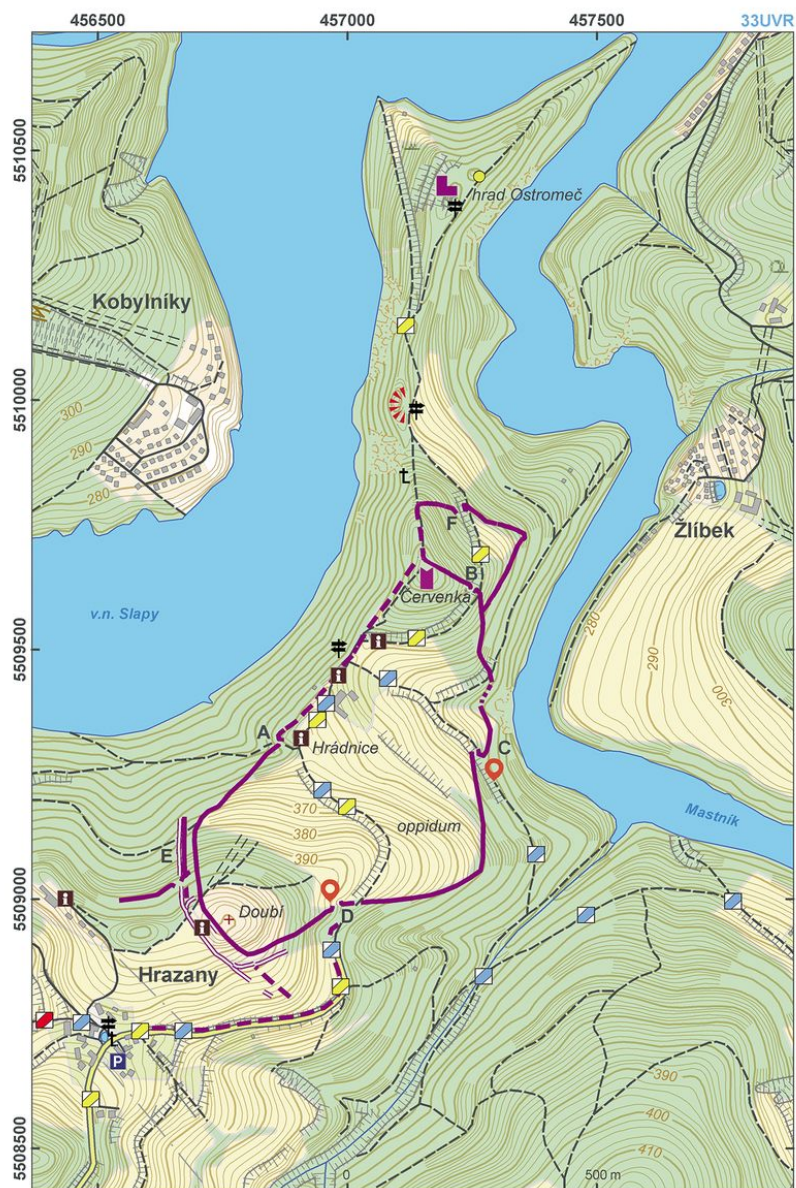 456500
457000
457500
33UVR
5510500
hrad Ostromeč
Kobylníky
5510000
300
290
280
Žlíbek
F
B
Červenka
v.n. Slapy
5509500
280
290
300
A
Hrádnice
C
370
380
390
oppidum
Mastník
E
5509000
Doubí
D
Hrazany
P
390
400
410
5508500
0
500 m